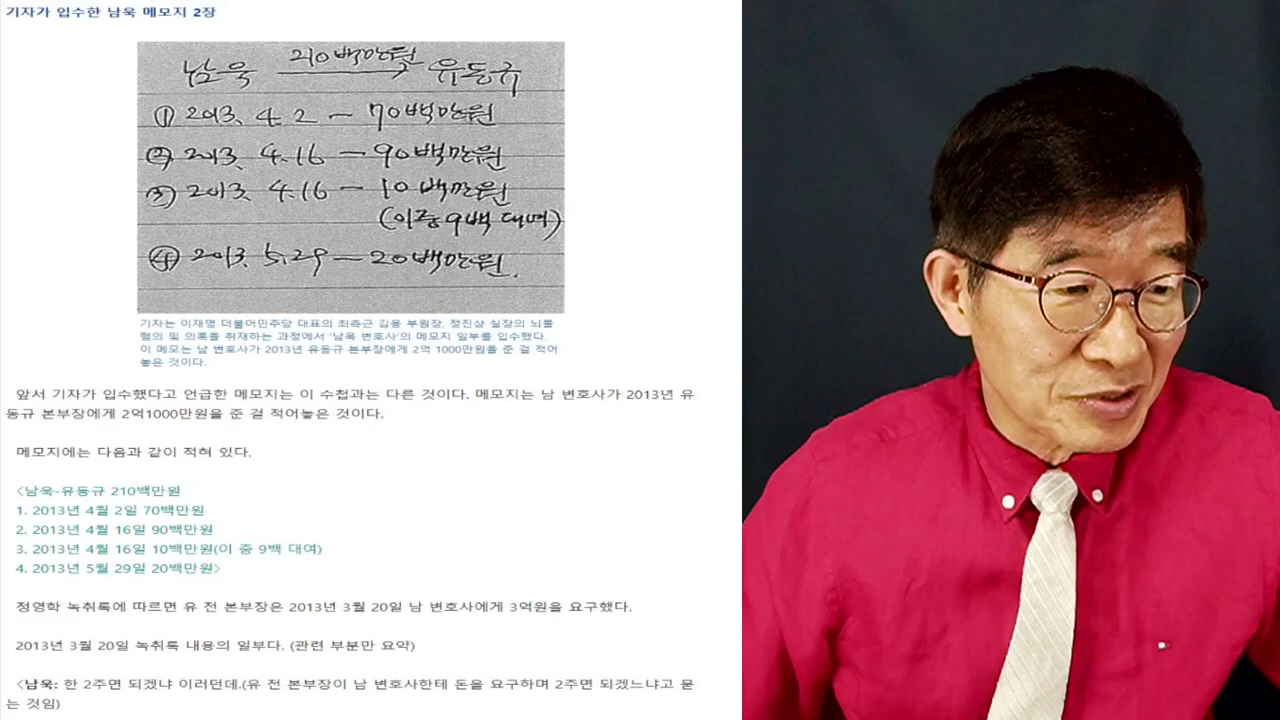 기자가 입수한 남욱 메모지 2장
210백만원
남욱 → 유동규
① 2013. 4. 2 - 70백만원
② 2013. 4. 16 - 90백만원
③ 2013. 4. 16 - 10백만원
(이중 9백 대여)
④ 2013. 5. 29 - 20백만원.
기자는 이재명 더불어민주당 대표의 최측근 김용 부원장, 정진상 실장의 뇌물
혐의 및 의혹을 취재하는 과정에서 '남욱 변호사'의 메모지 일부를 입수했다.
이 메모는 남 변호사가 2013년 유동규 본부장에게 2억 1000만원을 준 걸 적어
놓은 것이다.
앞서 기자가 입수했다고 언급한 메모지는 이 수첩과는 다른 것이다. 메모지는 남 변호사가 2013년 유
동규 본부장에게 2억1000만원을 준 걸 적어놓은 것이다.
메모지에는 다음과 같이 적혀 있다.
<남욱-유동규 210백만원
1. 2013년 4월 2일 70백만원
2. 2013년 4월 16일 90백만원
3. 2013년 4월 16일 10백만원(이 중 9백 대여)
4. 2013년 5월 29일 20백만원>
정영학 녹취록에 따르면 유 전 본부장은 2013년 3월 20일 남 변호사에게 3억원을 요구했다.
2013년 3월 20일 녹취록 내용의 일부다. (관련 부분만 요약)
<남욱: 한 2주면 되겠냐 이러던데.(유 전 본부장이 남 변호사한테 돈을 요구하며 2주면 되겠느냐고 묻
는 것임)